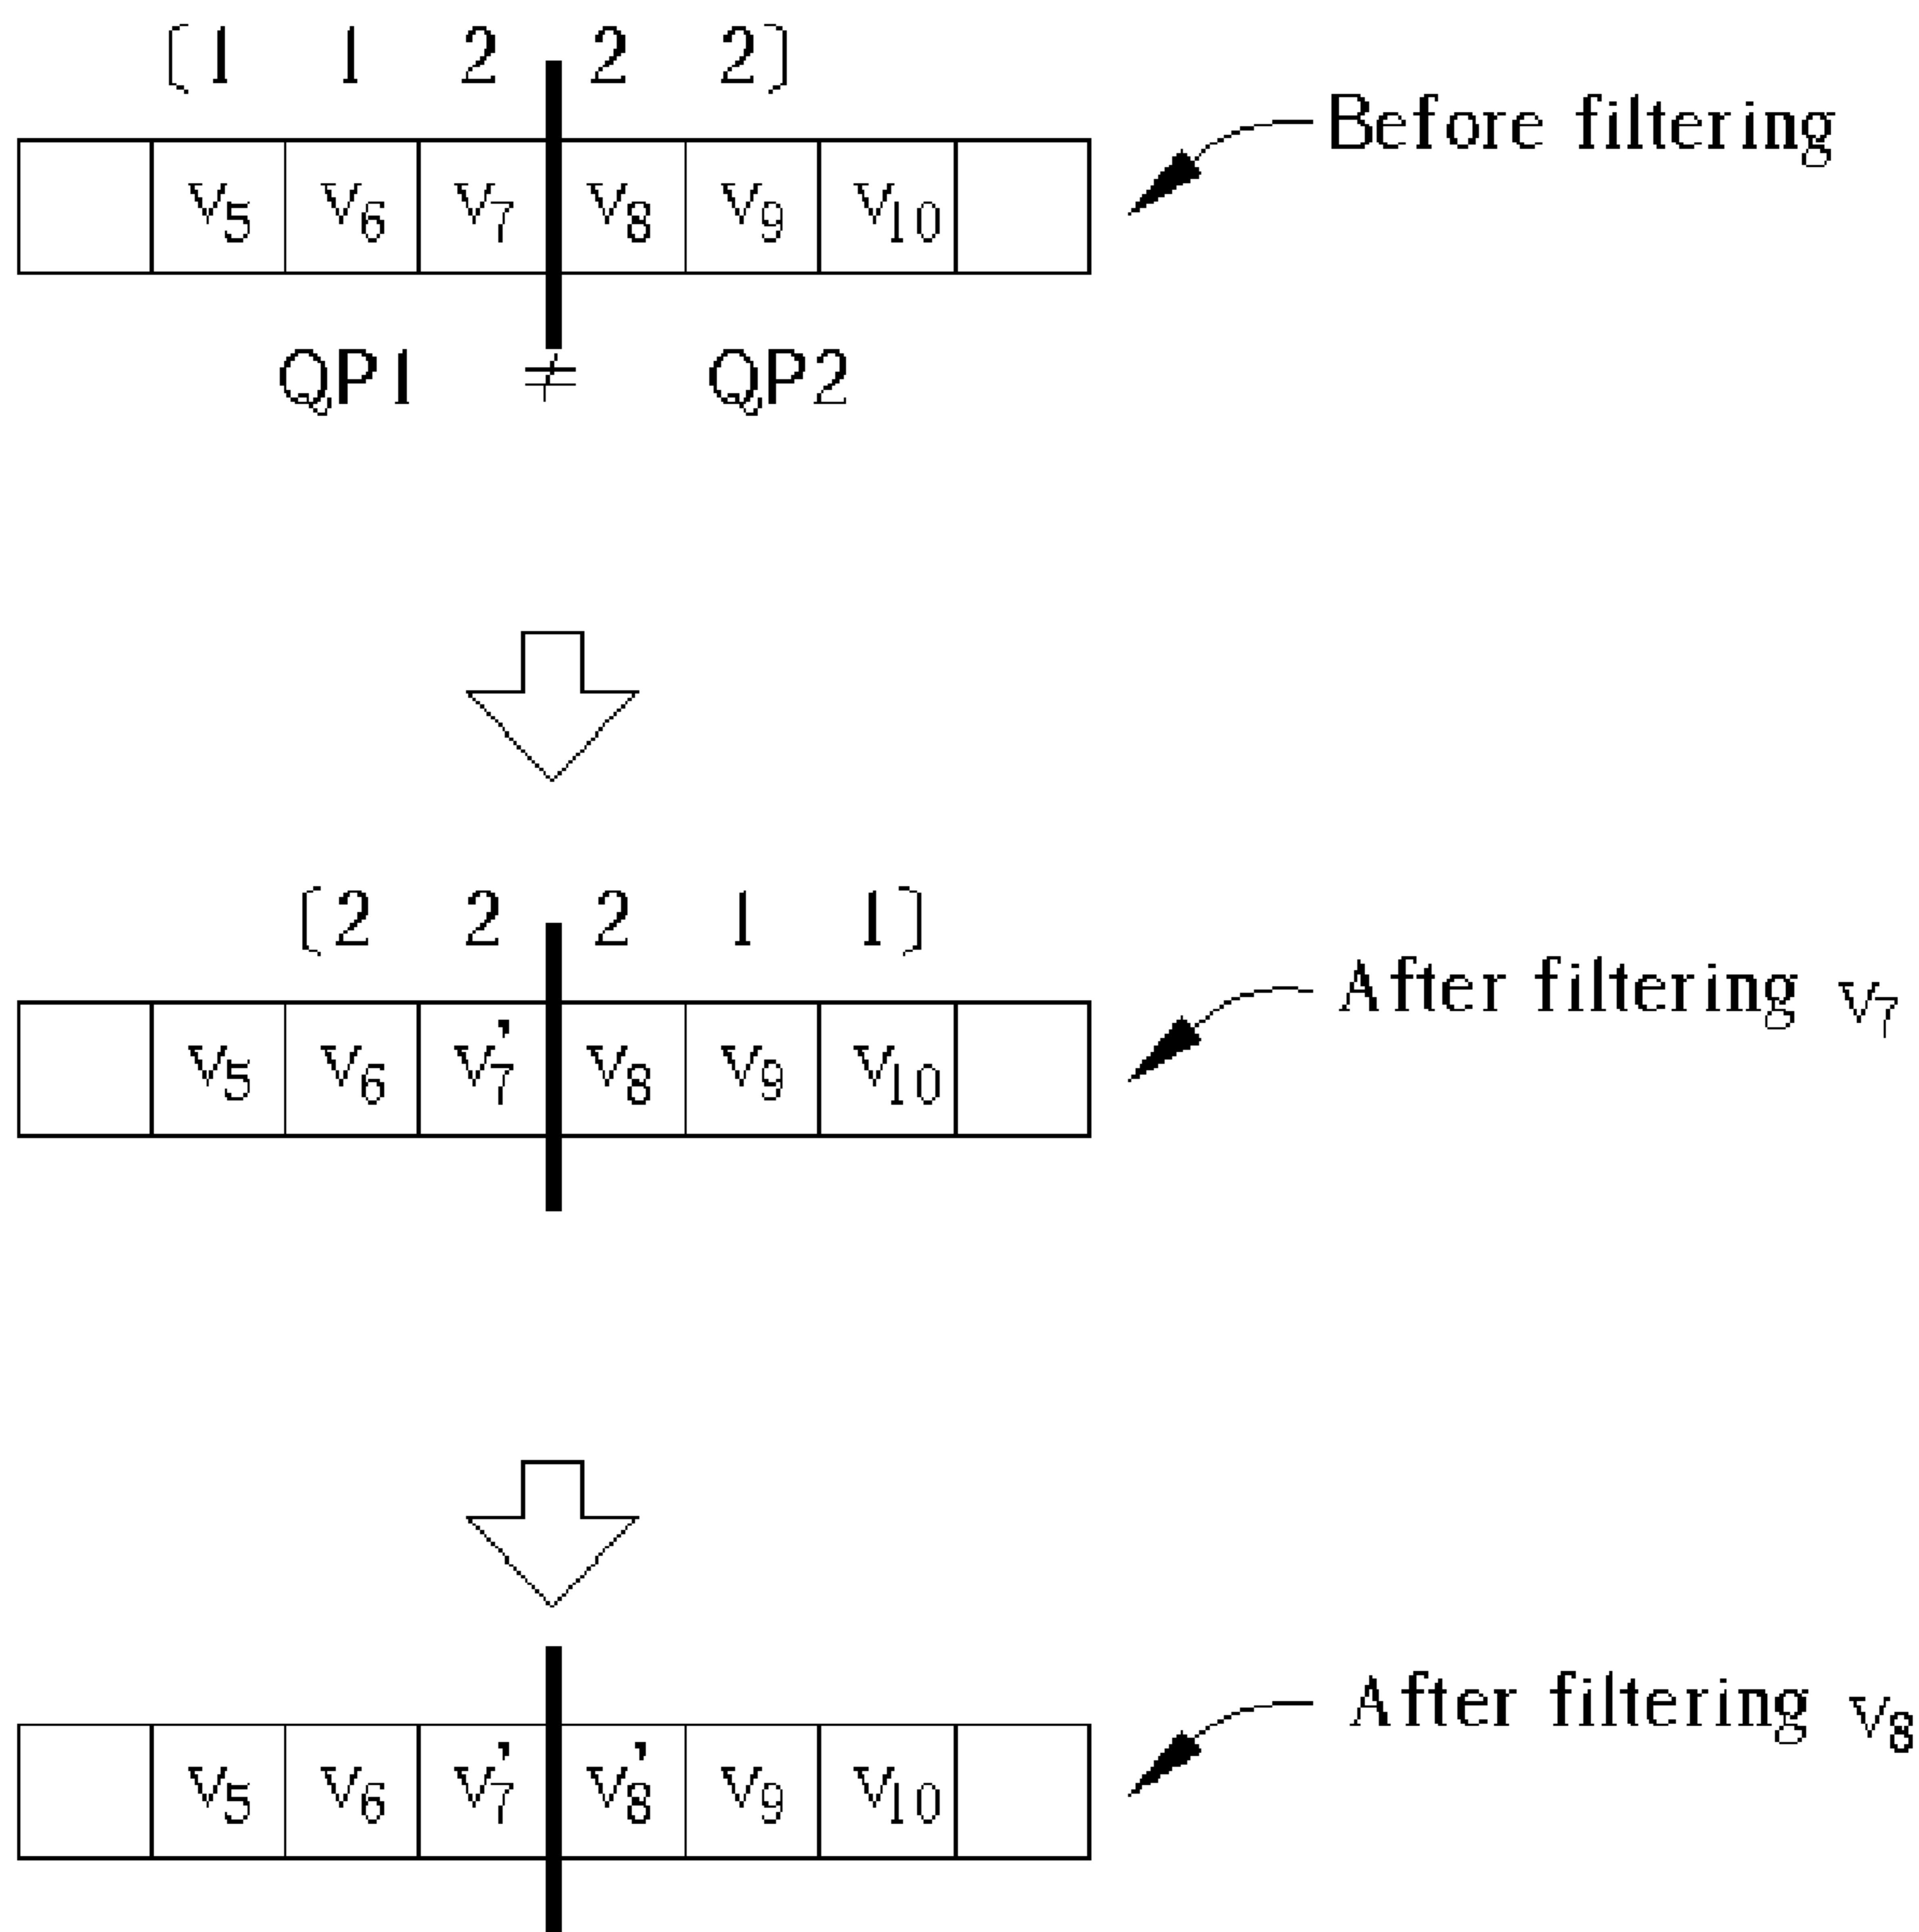 (1 1 2 2 2)
Before filtering
V5 V6 V7 V8 V9 V10
QP1 ≠ QP2
(2 2 2 1 1)
After filtering V7
V5 V6 V7' V8 V9 V10
After filtering V8
V5 V6 V7' V8' V9 V10